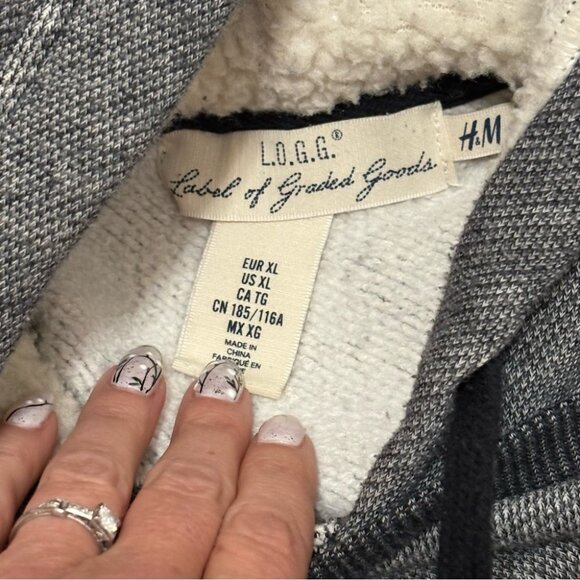 L.O.G.G.®
Label of Graded Goods
H&M
EUR XL
US XL
CA TG
CN 185/116A
MX XG
MADE IN
CHINA
FABRIQUÉ EN